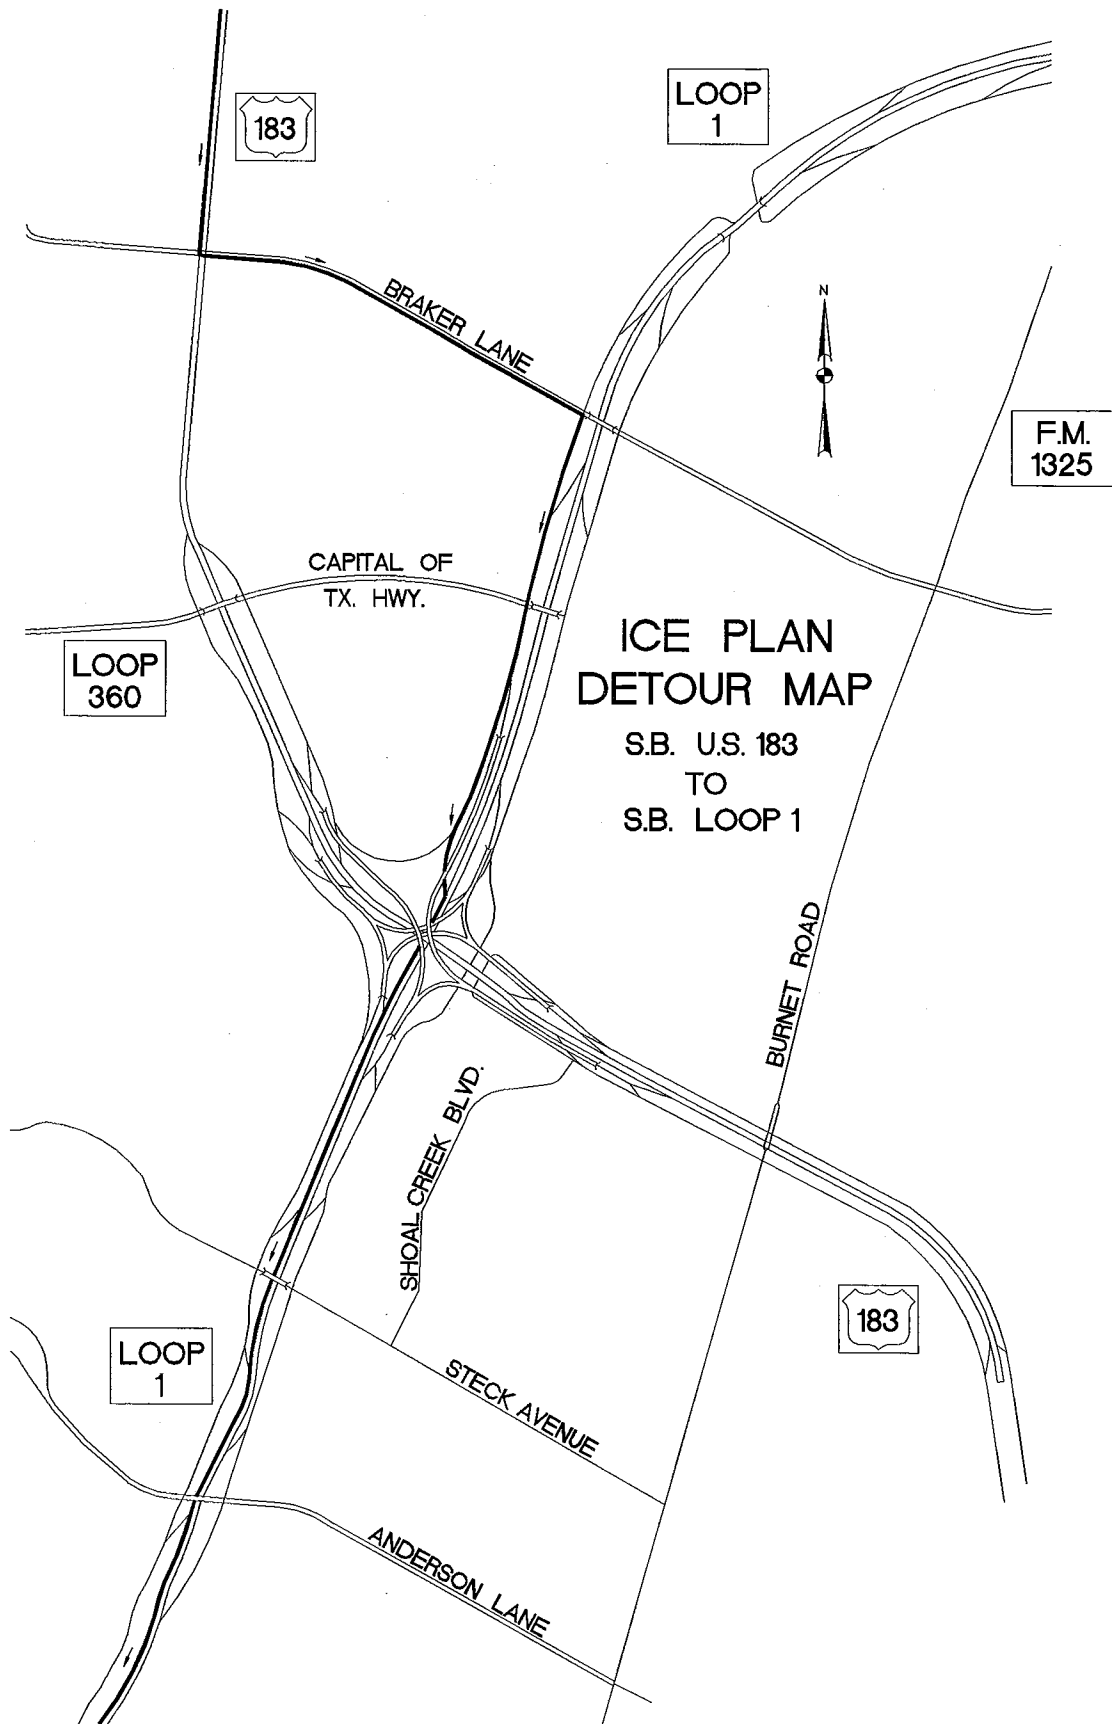 LOOP
1
183
N
BRAKER LANE
F.M.
1325
CAPITAL OF
TX. HWY.
ICE PLAN
DETOUR MAP
S.B. U.S. 183
TO
S.B. LOOP 1
LOOP
360
BURNET ROAD
SHOAL CREEK BLVD.
183
LOOP
1
STECK AVENUE
ANDERSON LANE